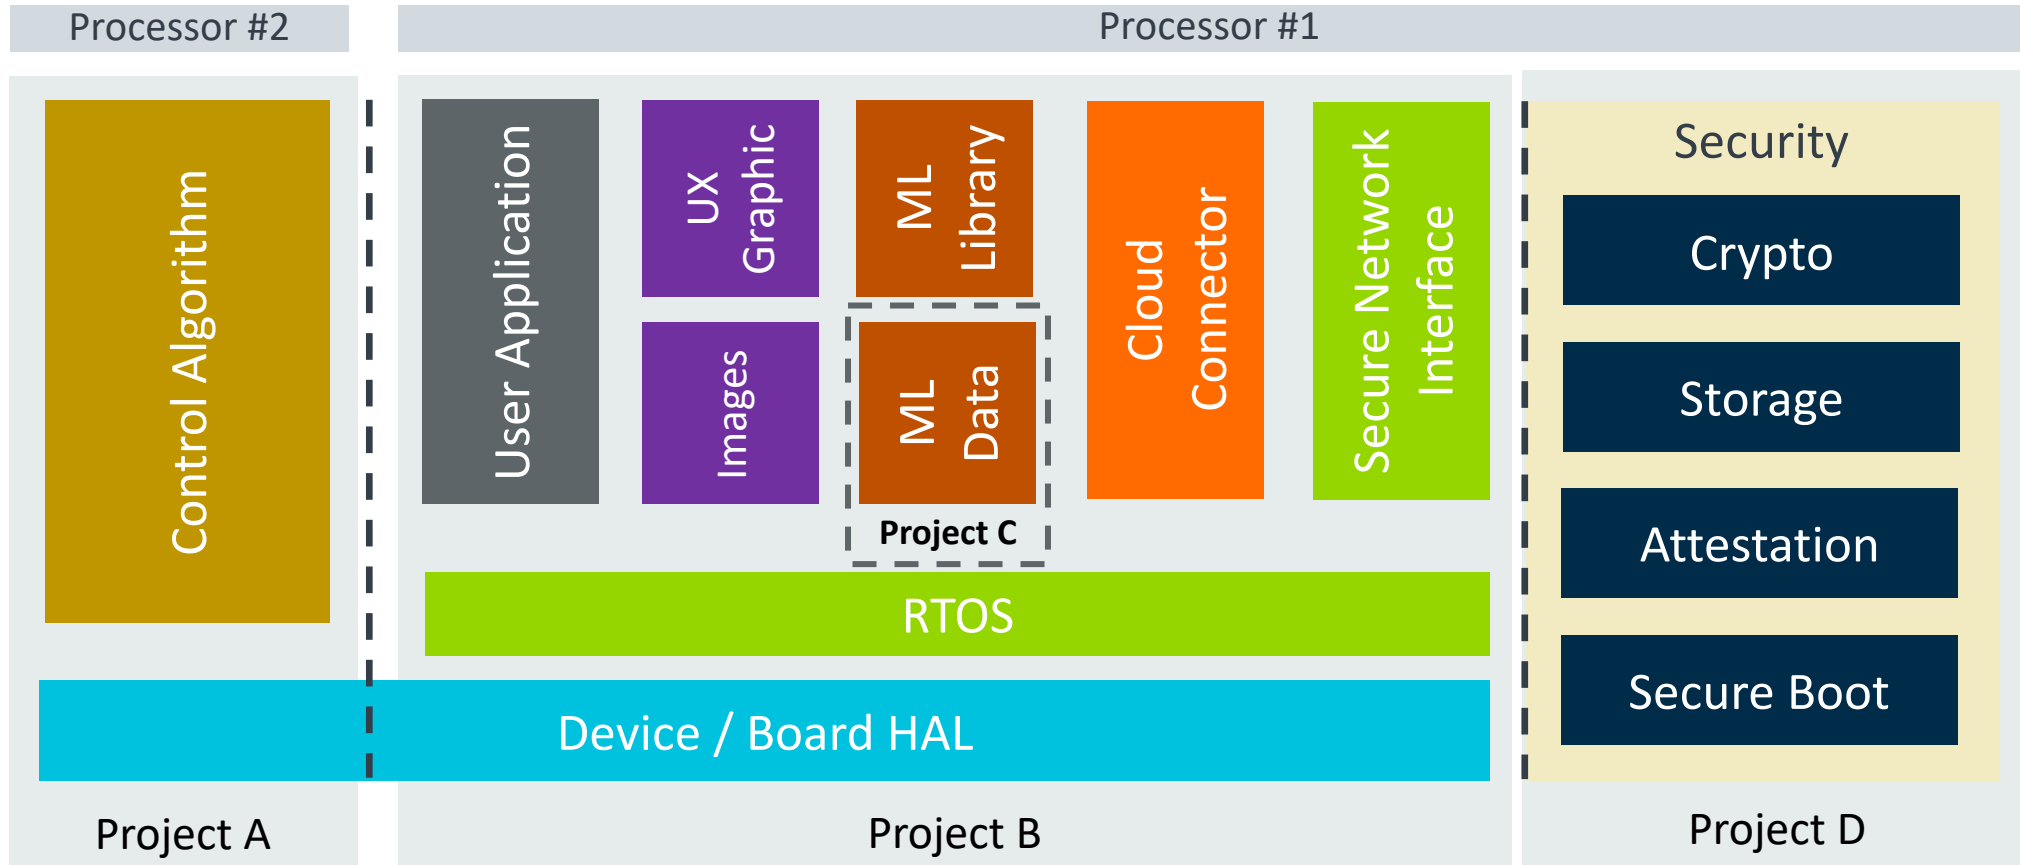 Processor #2
Processor #1
Control Algorithm
User Application
UX
Graphic
Images
ML
Library
ML
Data
Project C
Cloud
Connector
Secure Network
Interface
RTOS
Device / Board HAL
Security
Crypto
Storage
Attestation
Secure Boot
Project A
Project B
Project D